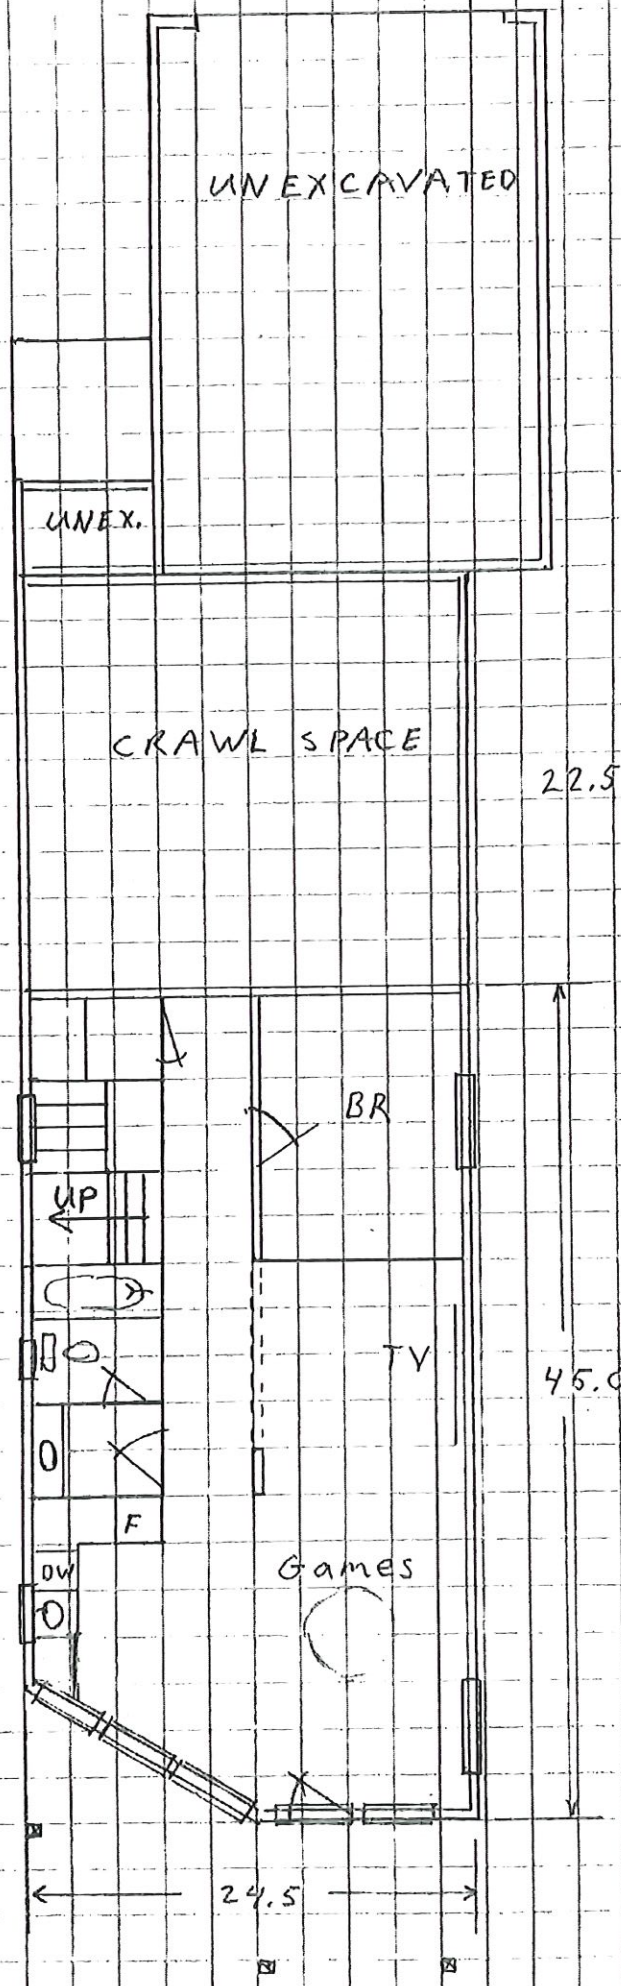 UNEXCAVATED
UNEX.
CRAWL SPACE
22.5
BR
UP
TV
45.0
F
Games
DW
24.5